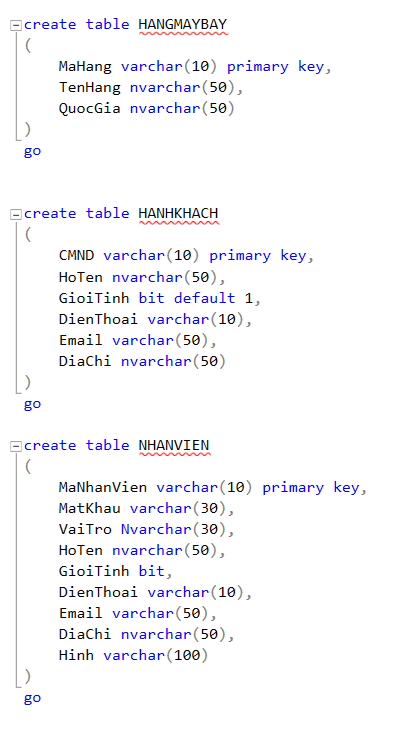 create table HANGMAYBAY
(
MaHang varchar(10) primary key,
TenHang nvarchar(50),
QuocGia nvarchar(50)
)
go
create table HANHKHACH
(
CMND varchar(10) primary key,
HoTen nvarchar(50),
GioiTinh bit default 1,
DienThoai varchar(10),
Email varchar(50),
DiaChi nvarchar(50)
)
go
create table NHANVIEN
(
MaNhanVien varchar(10) primary key,
MatKhau varchar(30),
VaiTro Nvarchar(30),
HoTen nvarchar(50),
GioiTinh bit,
DienThoai varchar(10),
Email varchar(50),
DiaChi nvarchar(50),
Hinh varchar(100)
)
go